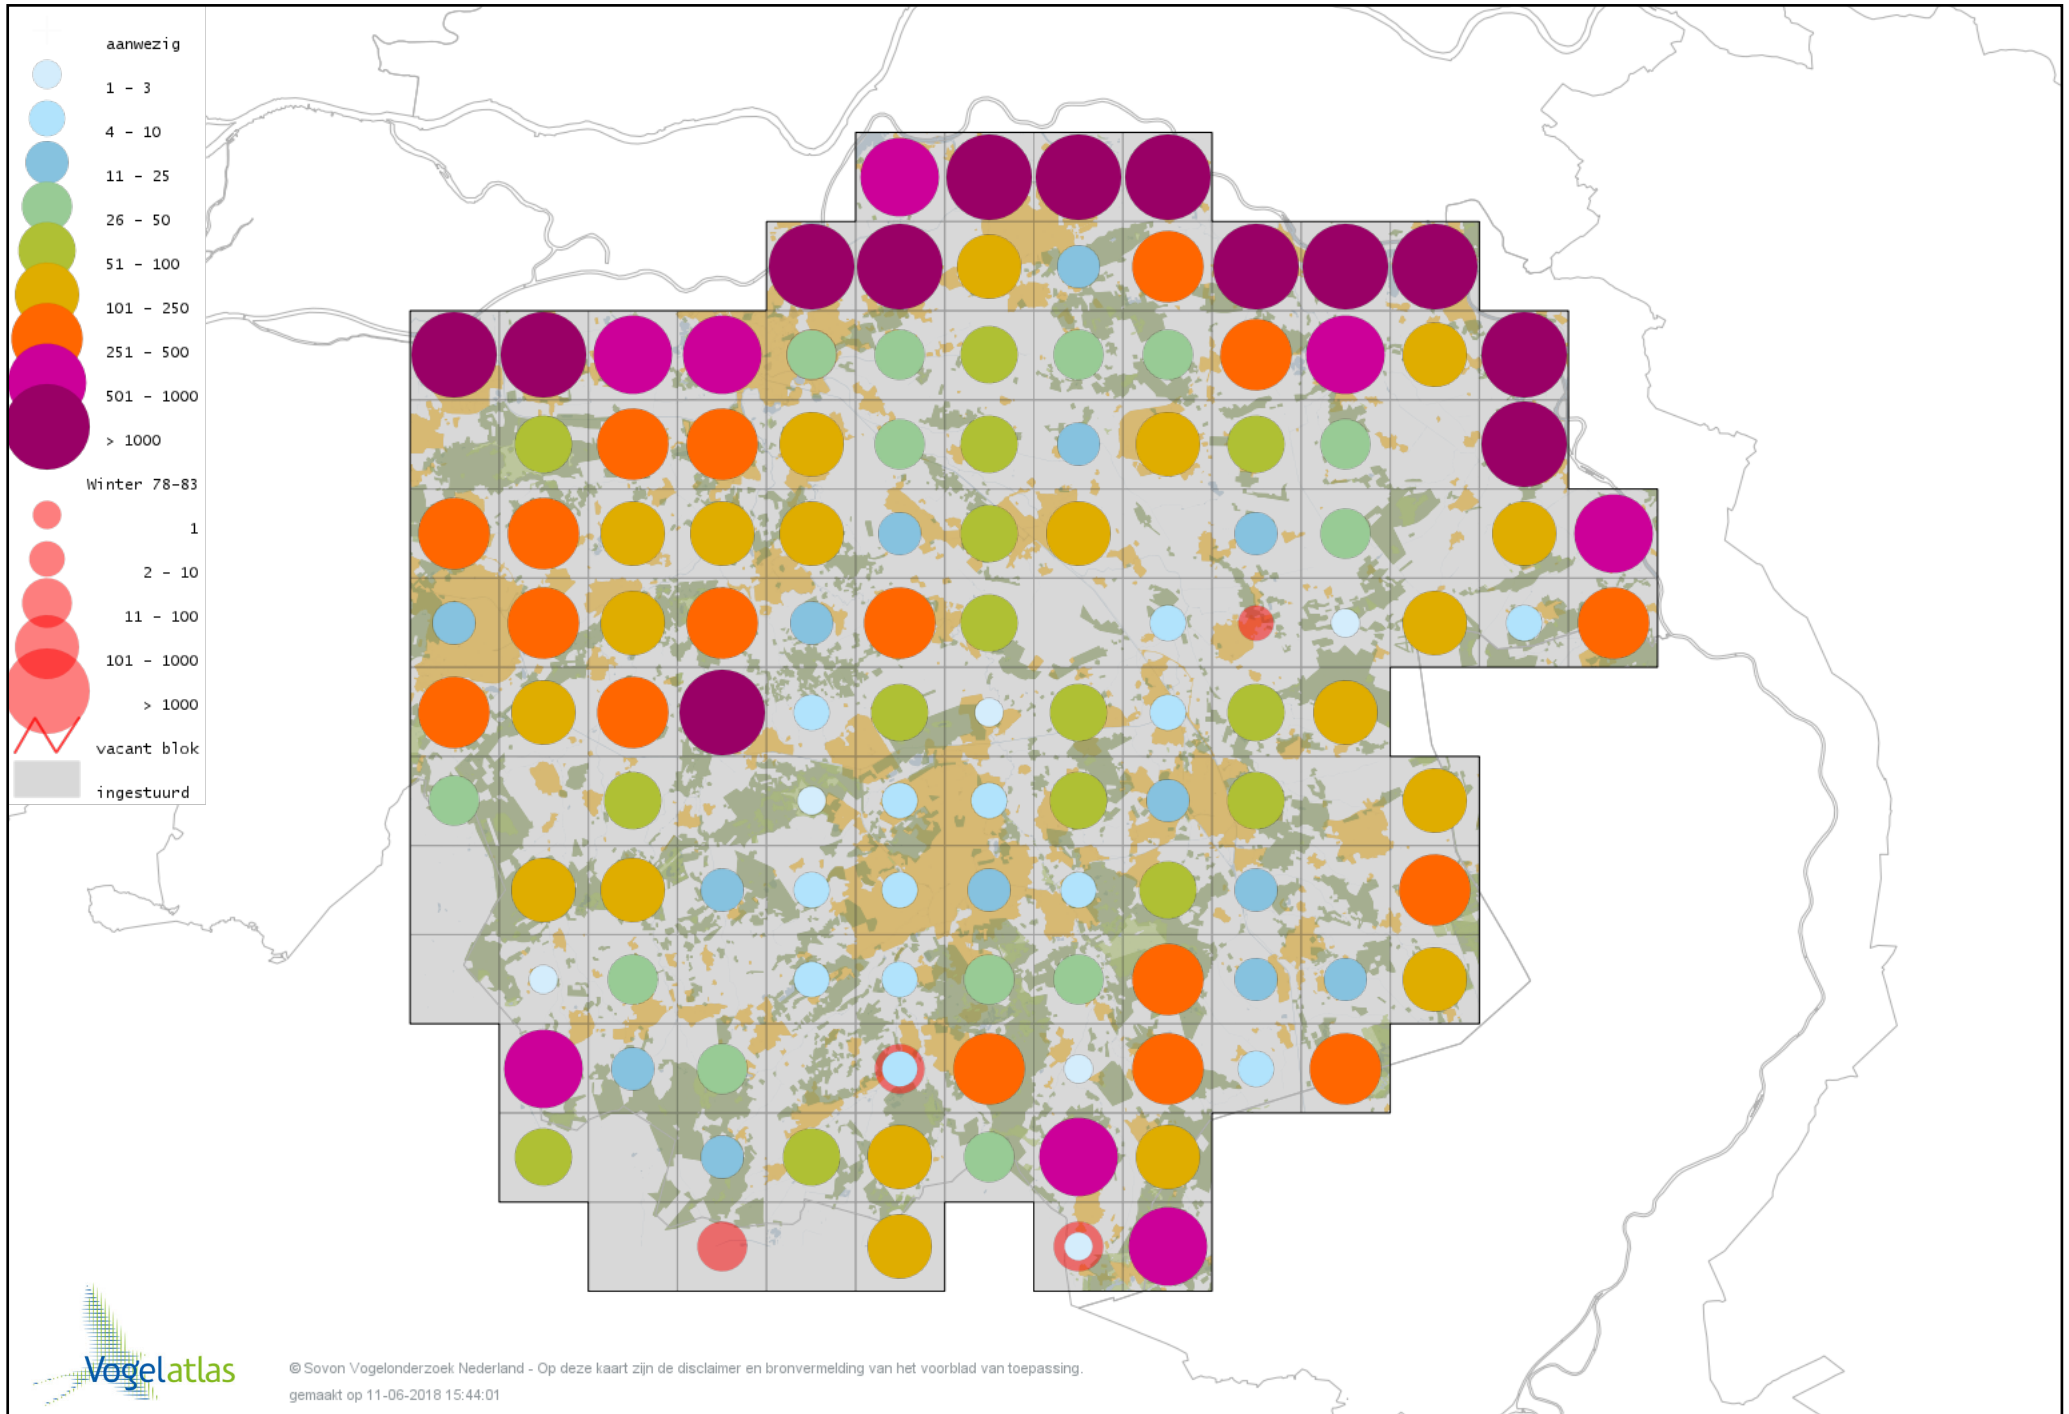 aanwezig
1 - 3
4 - 10
11 - 25
26 - 50
51 - 100
101 - 250
251 - 500
501 - 1000
> 1000
Winter 78-83
1
2 - 10
11 - 100
101 - 1000
> 1000
vacant blok
ingestuurd
Vogelatlas
© Sovon Vogelonderzoek Nederland - Op deze kaart zijn de disclaimer en bronvermelding van het voorblad van toepassing.
gemaakt op 11-06-2018 15:44:01